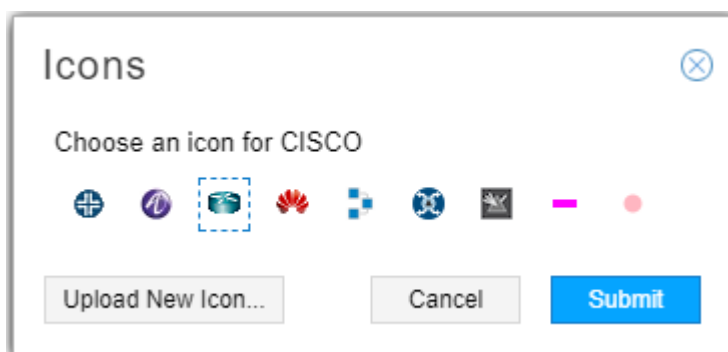 Icons
Choose an icon for CISCO
Upload New Icon...
Cancel
Submit